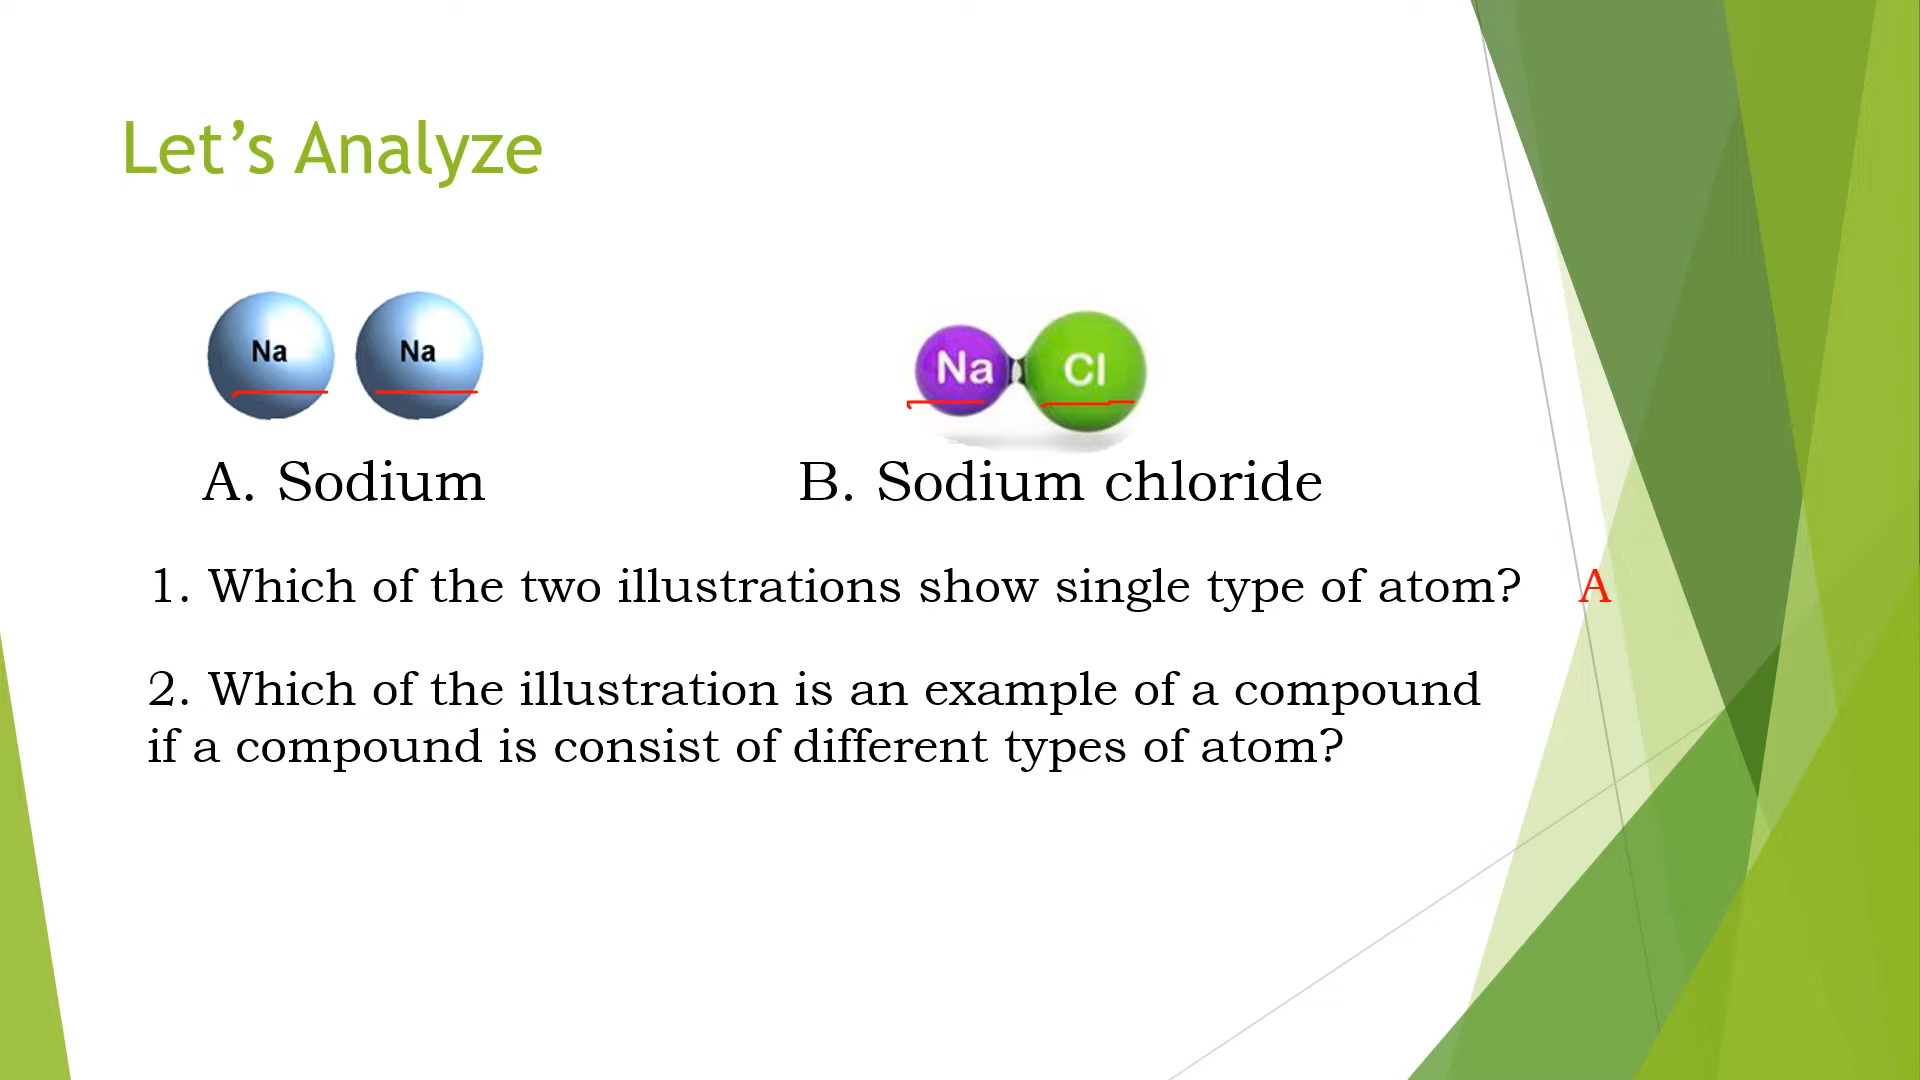 Let’s Analyze
Na Na Na Cl
A. Sodium B. Sodium chloride
1. Which of the two illustrations show single type of atom? A
2. Which of the illustration is an example of a compound
if a compound is consist of different types of atom?